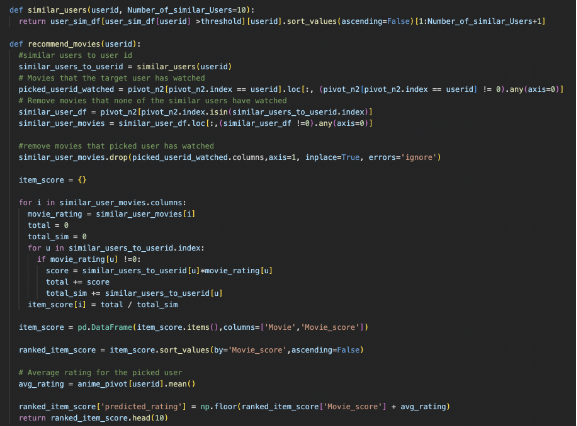 def similar_users(userid, Number_of_similar_Users=10):
return user_sim_df[user_sim_df[userid] >threshold][userid].sort_values(ascending=False)[1:Number_of_similar_Users+1]
def recommend_movies(userid):
#similar users to user id
similar_users_to_userid = similar_users(userid)
# Movies that the target user has watched
picked_userid_watched = pivot_n2[pivot_n2.index == userid].loc[:, (pivot_n2[pivot_n2.index == userid] != 0).any(axis=0)]
# Remove movies that none of the similar users have watched
similar_user_df = pivot_n2[pivot_n2.index.isin(similar_users_to_userid.index)]
similar_user_movies = similar_user_df.loc[:,(similar_user_df !=0).any(axis=0)]
#remove movies that picked user has watched
similar_user_movies.drop(picked_userid_watched.columns,axis=1, inplace=True, errors='ignore')
item_score = {}
for i in similar_user_movies.columns:
movie_rating = similar_user_movies[i]
total = 0
total_sim = 0
for u in similar_users_to_userid.index:
if movie_rating[u] !=0:
score = similar_users_to_userid[u]*movie_rating[u]
total += score
total_sim += similar_users_to_userid[u]
item_score[i] = total / total_sim
item_score = pd.DataFrame(item_score.items(),columns=['Movie','Movie_score'])
ranked_item_score = item_score.sort_values(by='Movie_score',ascending=False)
# Average rating for the picked user
avg_rating = anime_pivot[userid].mean()
ranked_item_score['predicted_rating'] = np.floor(ranked_item_score['Movie_score'] + avg_rating)
return ranked_item_score.head(10)